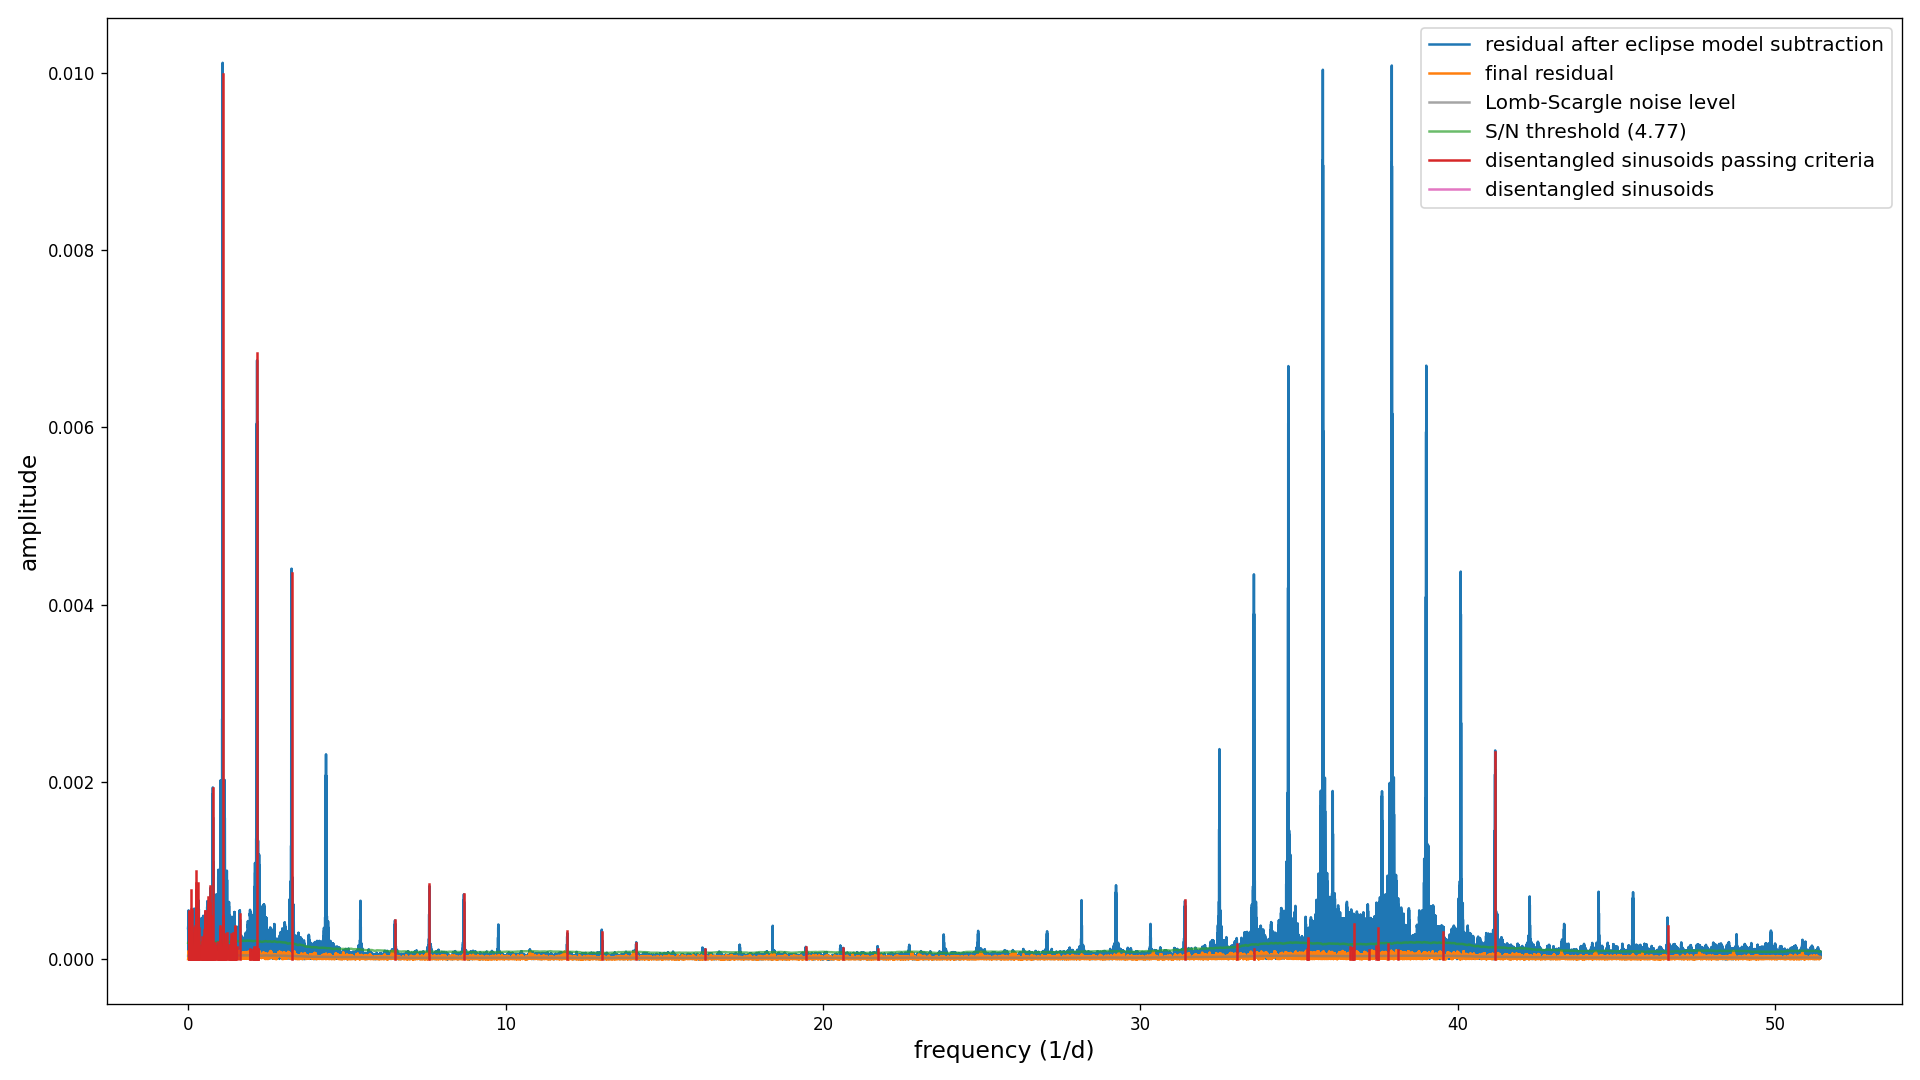 residual after eclipse model subtraction
final residual
Lomb-Scargle noise level
S/N threshold (4.77)
disentangled sinusoids passing criteria
disentangled sinusoids
0.010
0.008
0.006
0.004
0.002
0.000
amplitude
0 10 20 30 40 50
frequency (1/d)